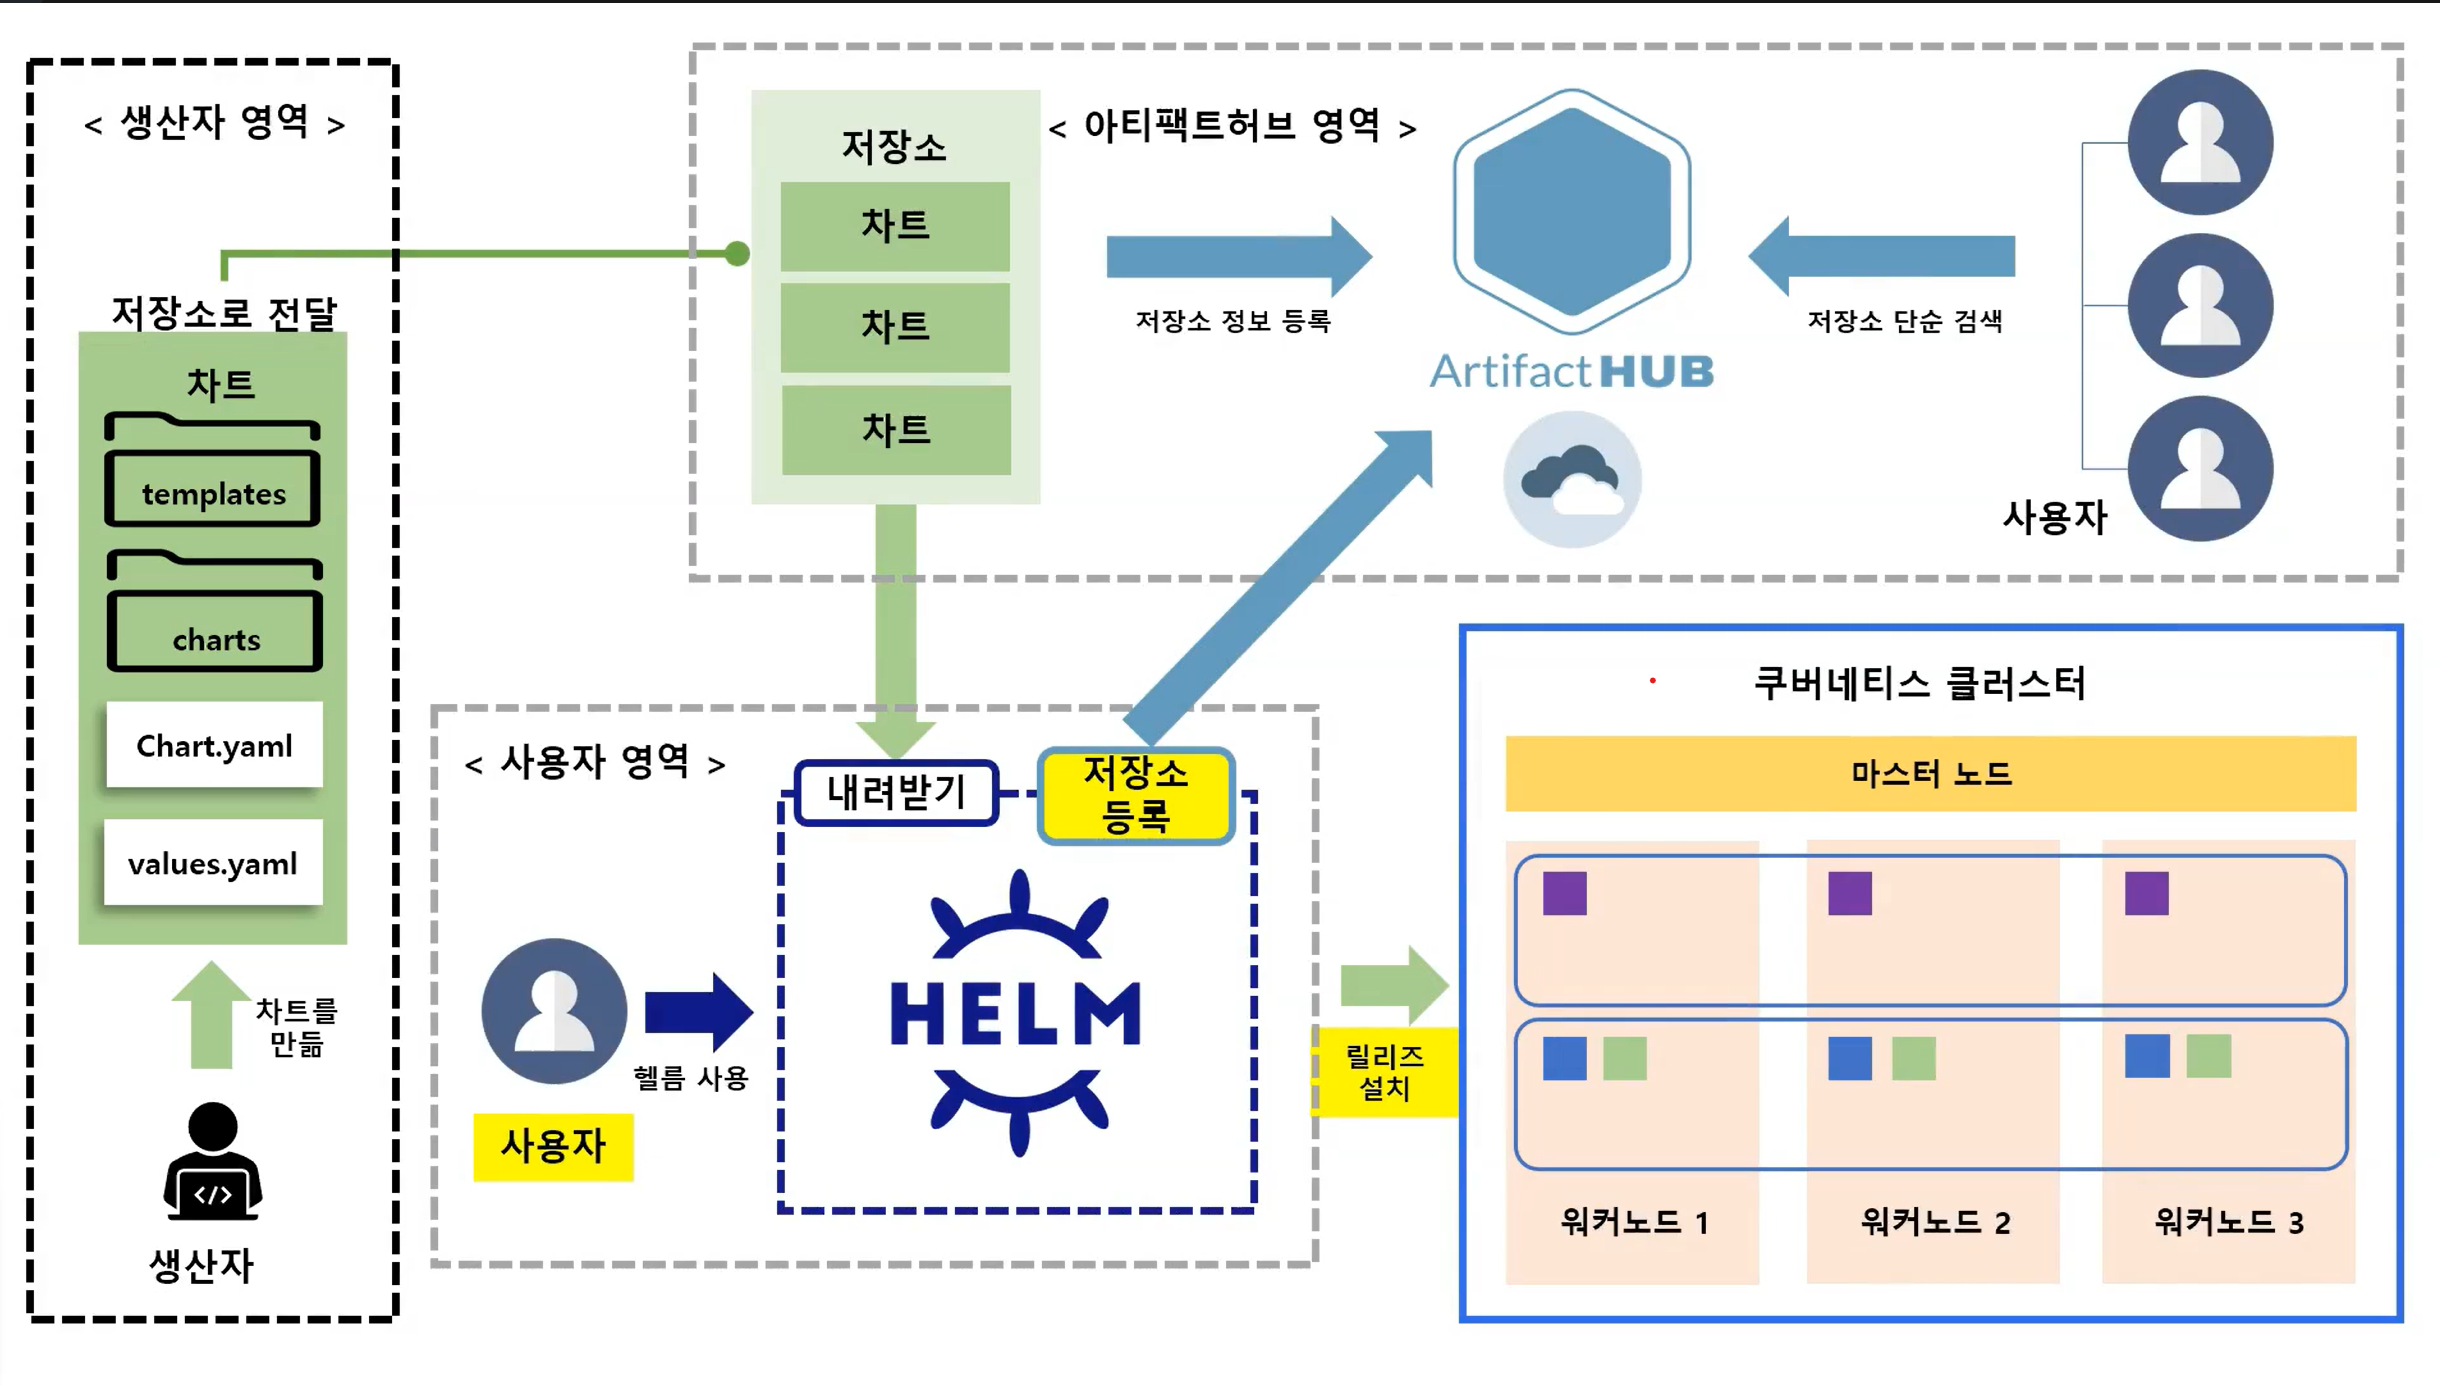 < 생산자 영역 >
저장소로 전달
차트
templates
charts
Chart.yaml
values.yaml
차트를
만듦
</>
생산자
저장소
차트
차트
차트
< 아티팩트허브 영역 >
저장소 정보 등록
Artifact HUB
저장소 단순 검색
사용자
< 사용자 영역 >
내려받기
저장소
등록
HELM
헬름 사용
사용자
릴리즈
설치
쿠버네티스 클러스터
마스터 노드
워커노드 1
워커노드 2
워커노드 3